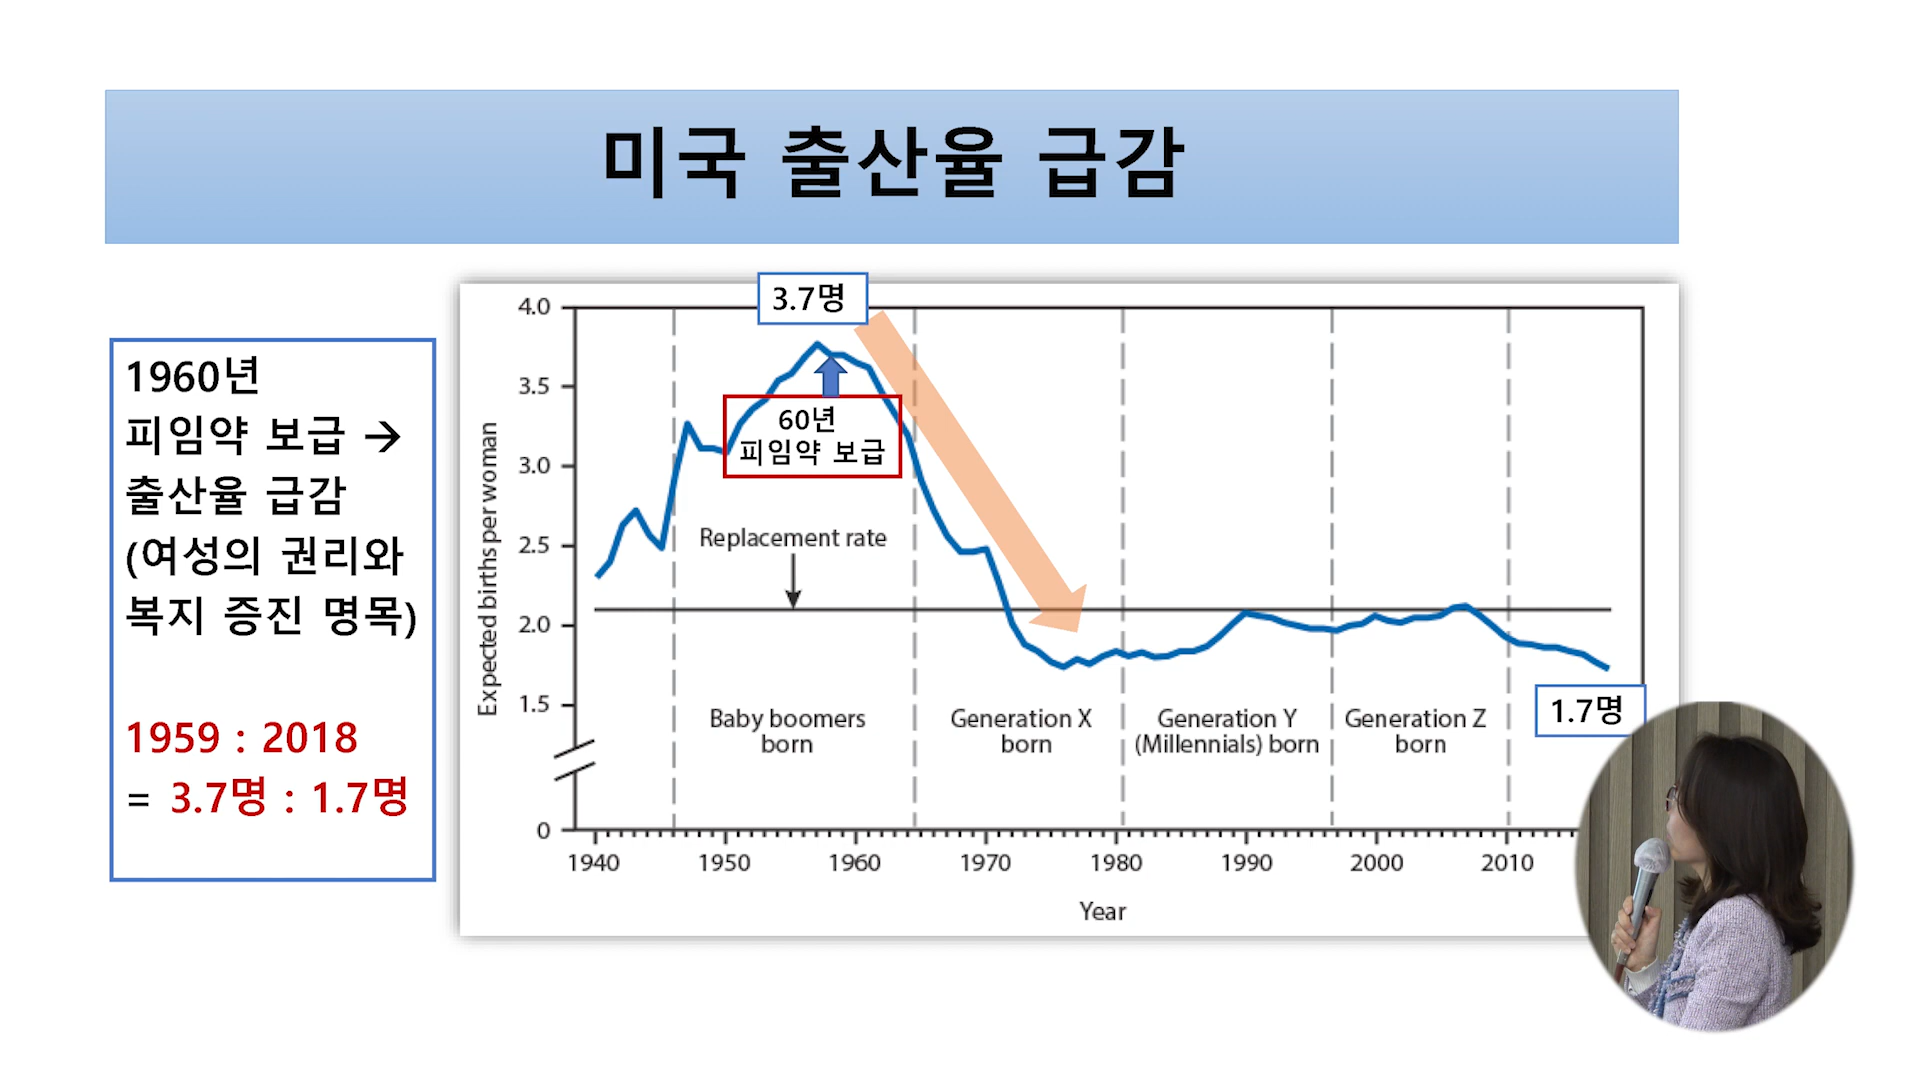 미국 출산율 급감
1960년
피임약 보급 →
출산율 급감
(여성의 권리와
복지 증진 명목)
1959 : 2018
= 3.7명 : 1.7명
3.7명
60년
피임약 보급
Expected births per woman
4.0
3.5
3.0
2.5
2.0
1.5
0
Replacement rate
Baby boomers
born
Generation X
born
Generation Y
(Millennials) born
Generation Z
born
1.7명
1940 1950 1960 1970 1980 1990 2000 2010
Year